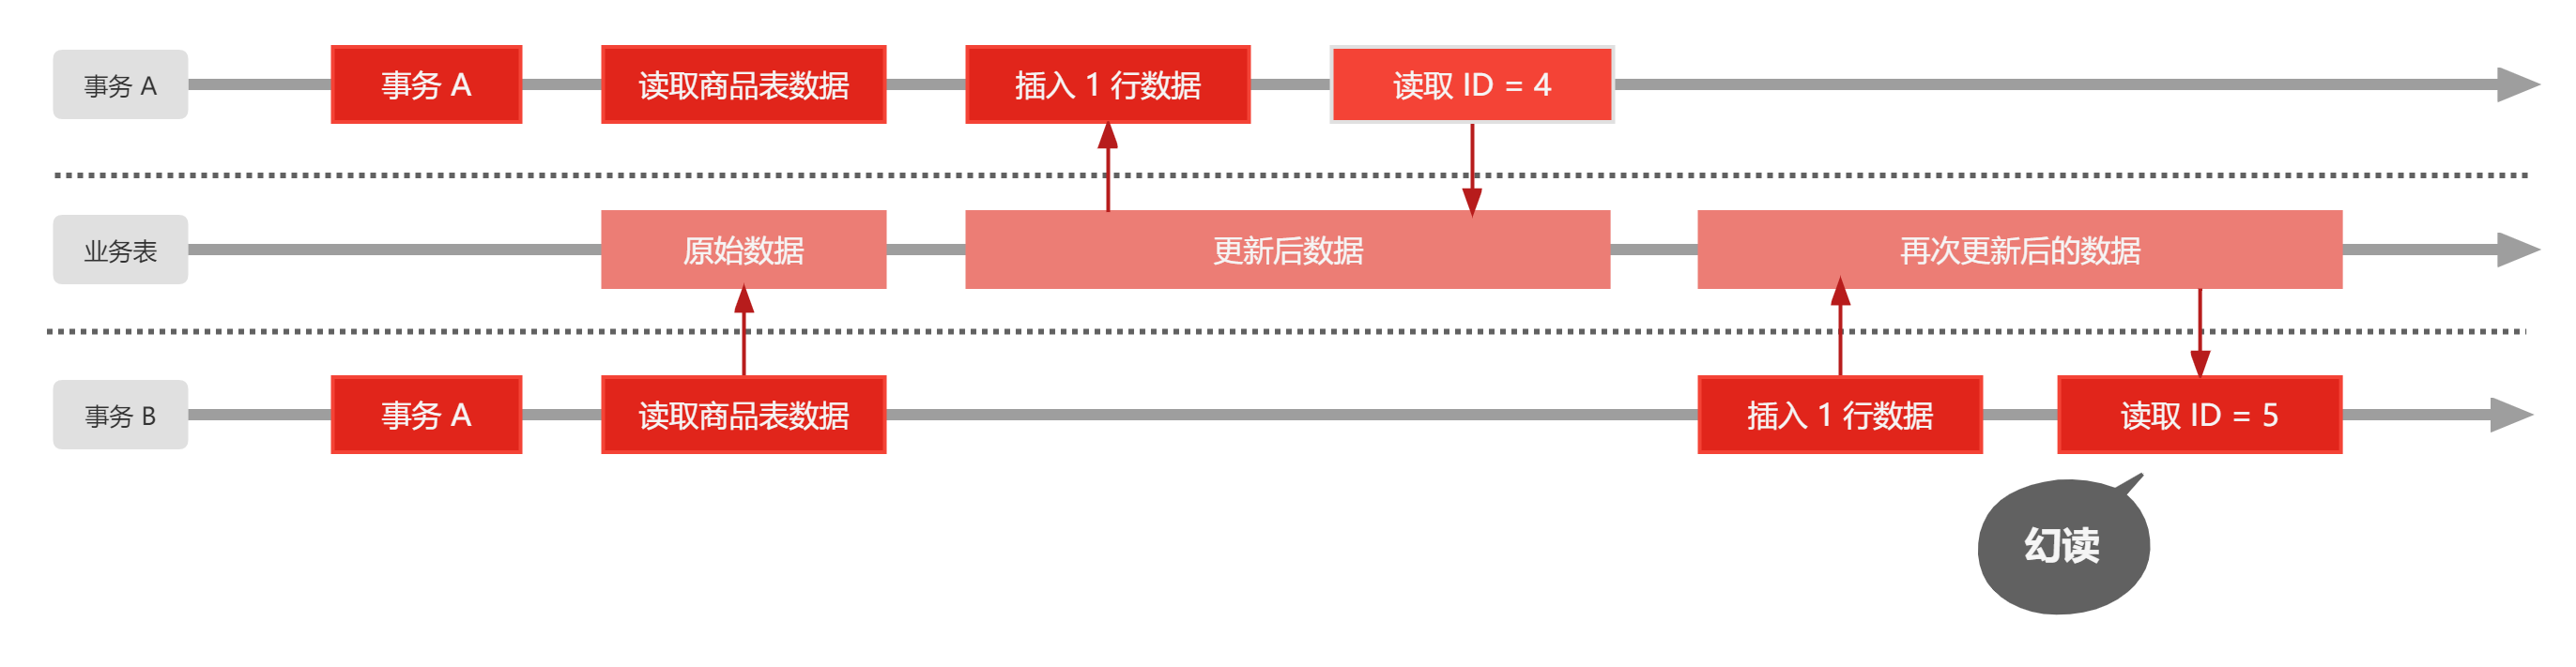 事务 A
事务 A
读取商品表数据
插入 1 行数据
读取 ID = 4
业务表
原始数据
更新后数据
再次更新后的数据
事务 B
事务 A
读取商品表数据
插入 1 行数据
读取 ID = 5
幻读